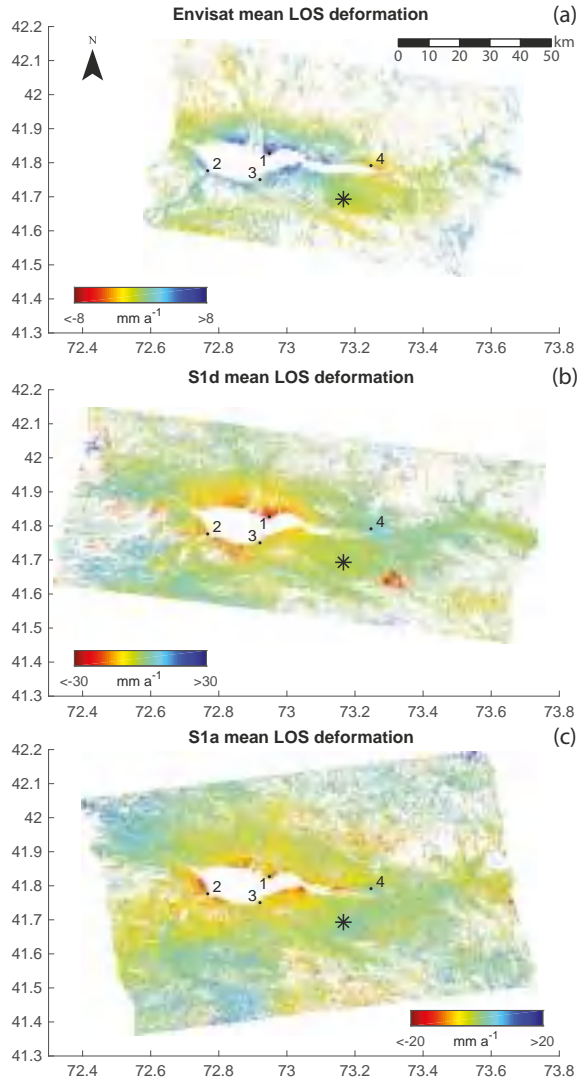 Envisat mean LOS deformation
(a)
N
km
0 10 20 30 40 50
42.2
42.1
42
41.9
41.8
41.7
41.6
41.5
41.4
41.3
1
2
3
4
<-8 mm a⁻¹ >8
72.4 72.6 72.8 73 73.2 73.4 73.6 73.8
S1d mean LOS deformation
(b)
42.2
42.1
42
41.9
41.8
41.7
41.6
41.5
41.4
41.3
1
2
3
4
<-30 mm a⁻¹ >30
72.4 72.6 72.8 73 73.2 73.4 73.6 73.8
S1a mean LOS deformation
(c)
42.2
42.1
42
41.9
41.8
41.7
41.6
41.5
41.4
41.3
1
2
3
4
<-20 mm a⁻¹ >20
72.4 72.6 72.8 73 73.2 73.4 73.6 73.8